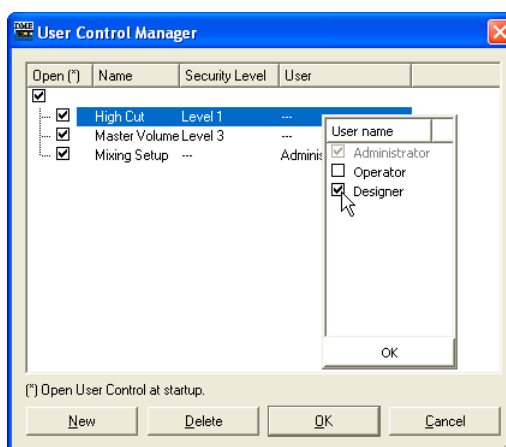 DME
User Control Manager
Open (*) Name Security Level User
High Cut Level 1 ---
Master Volume Level 3 ---
Mixing Setup --- Adminis
User name
Administrator
Operator
Designer
OK
(*) Open User Control at startup.
New Delete OK Cancel